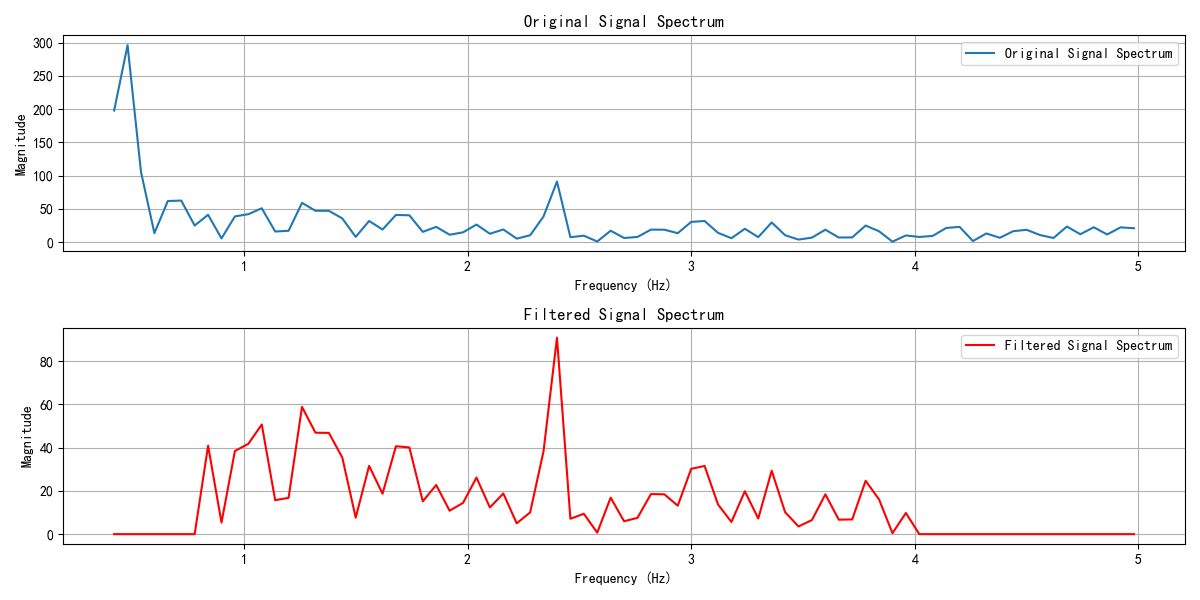 Original Signal Spectrum
300
250
200
150
100
50
0
Magnitude
Original Signal Spectrum
1 2 3 4 5
Frequency (Hz)
Filtered Signal Spectrum
80
60
40
20
0
Magnitude
Filtered Signal Spectrum
1 2 3 4 5
Frequency (Hz)